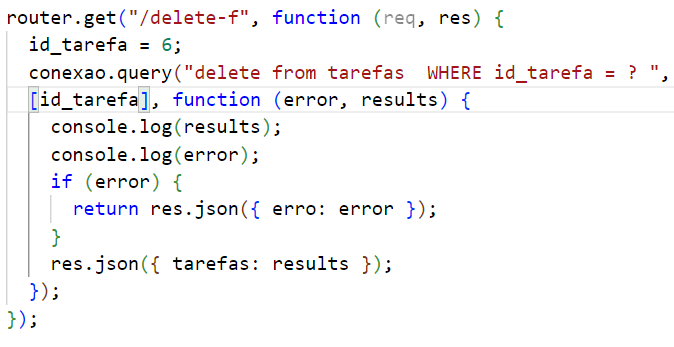 router.get("/delete-f", function (req, res) {
  id_tarefa = 6;
  conexao.query("delete from tarefas  WHERE id_tarefa = ? ",
  [id_tarefa], function (error, results) {
    console.log(results);
    console.log(error);
    if (error) {
      return res.json({ erro: error });
    }
    res.json({ tarefas: results });
  });
});